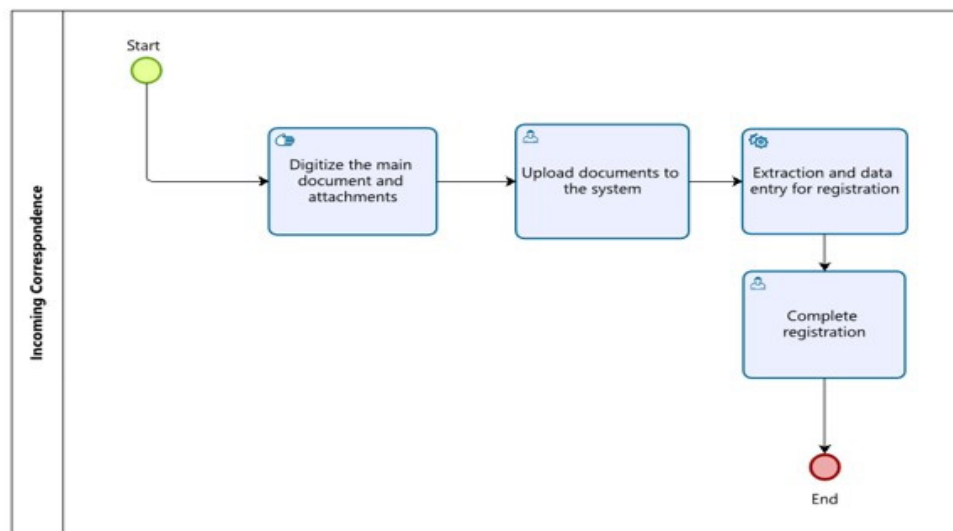 Incoming Correspondence
Start
Digitize the main
document and
attachments
Upload documents to
the system
Extraction and data
entry for registration
Complete
registration
End